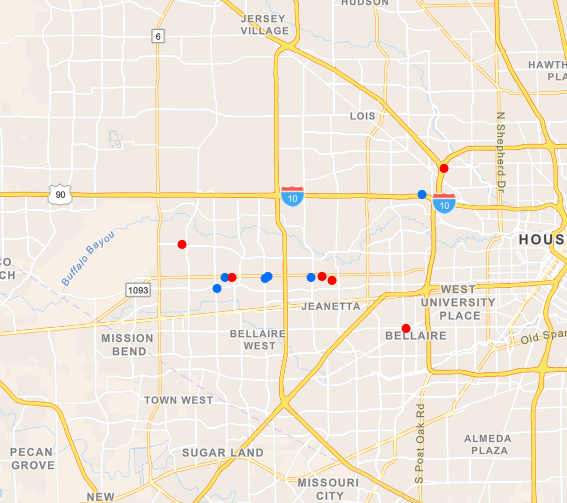 HUDSON
JERSEY
VILLAGE
6
HAWTH
PLA
LOIS
N Shepherd Dr
90
10
10
HOUS
Buffalo Bayou
CO
CH
1093
WEST
UNIVERSITY
PLACE
JEANETTA
MISSION
BEND
BELLAIRE
WEST
BELLAIRE
Old Span
TOWN WEST
S Post Oak Rd
ALMEDA
PLAZA
PECAN
GROVE
SUGAR LAND
MISSOURI
CITY
NEW